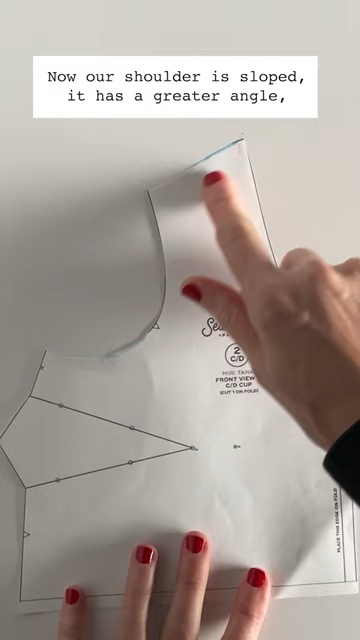 Now our shoulder is sloped,
it has a greater angle,
2
C/D
MIRI TANK
FRONT VIEW
C/D CUP
(CUT 1 ON FOLD)
PLACE THIS EDGE ON FOLD